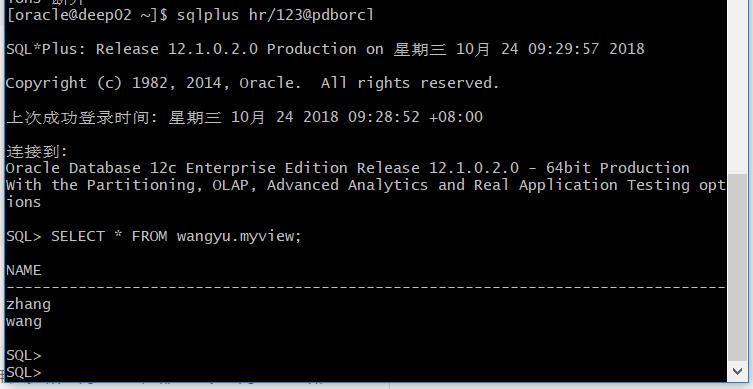 [oracle@deep02 ~]$ sqlplus hr/123@pdborcl
SQL*Plus: Release 12.1.0.2.0 Production on 星期三 10月 24 09:29:57 2018
Copyright (c) 1982, 2014, Oracle.  All rights reserved.
上次成功登录时间: 星期三 10月 24 2018 09:28:52 +08:00
连接到:
Oracle Database 12c Enterprise Edition Release 12.1.0.2.0 - 64bit Production
With the Partitioning, OLAP, Advanced Analytics and Real Application Testing opt
ions
SQL> SELECT * FROM wangyu.myview;
NAME
--------------------------------------------------------------------------------
zhang
wang
SQL>
SQL>